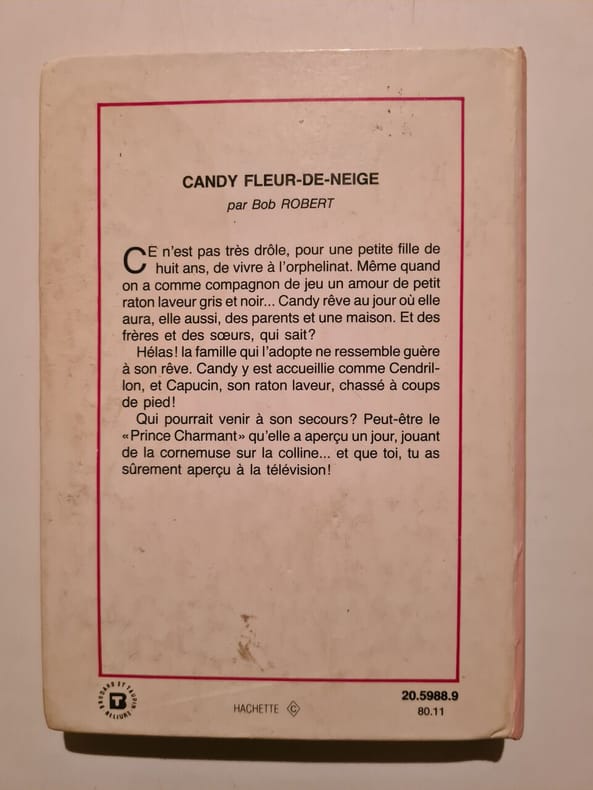 CANDY FLEUR-DE-NEIGE
par Bob ROBERT
CE n'est pas très drôle, pour une petite fille de
huit ans, de vivre à l'orphelinat. Même quand
on a comme compagnon de jeu un amour de petit
raton laveur gris et noir... Candy rêve au jour où elle
aura, elle aussi, des parents et une maison. Et des
frères et des sœurs, qui sait?
Hélas! la famille qui l'adopte ne ressemble guère
à son rêve. Candy y est accueillie comme Cendril-
lon, et Capucin, son raton laveur, chassé à coups
de pied!
Qui pourrait venir à son secours? Peut-être le
«Prince Charmant» qu'elle a aperçu un jour, jouant
de la cornemuse sur la colline... et que toi, tu as
sûrement aperçu à la télévision!
BRODARD ET TAUPIN
RELIURE
T
HACHETTE C
20.5988.9
80.11